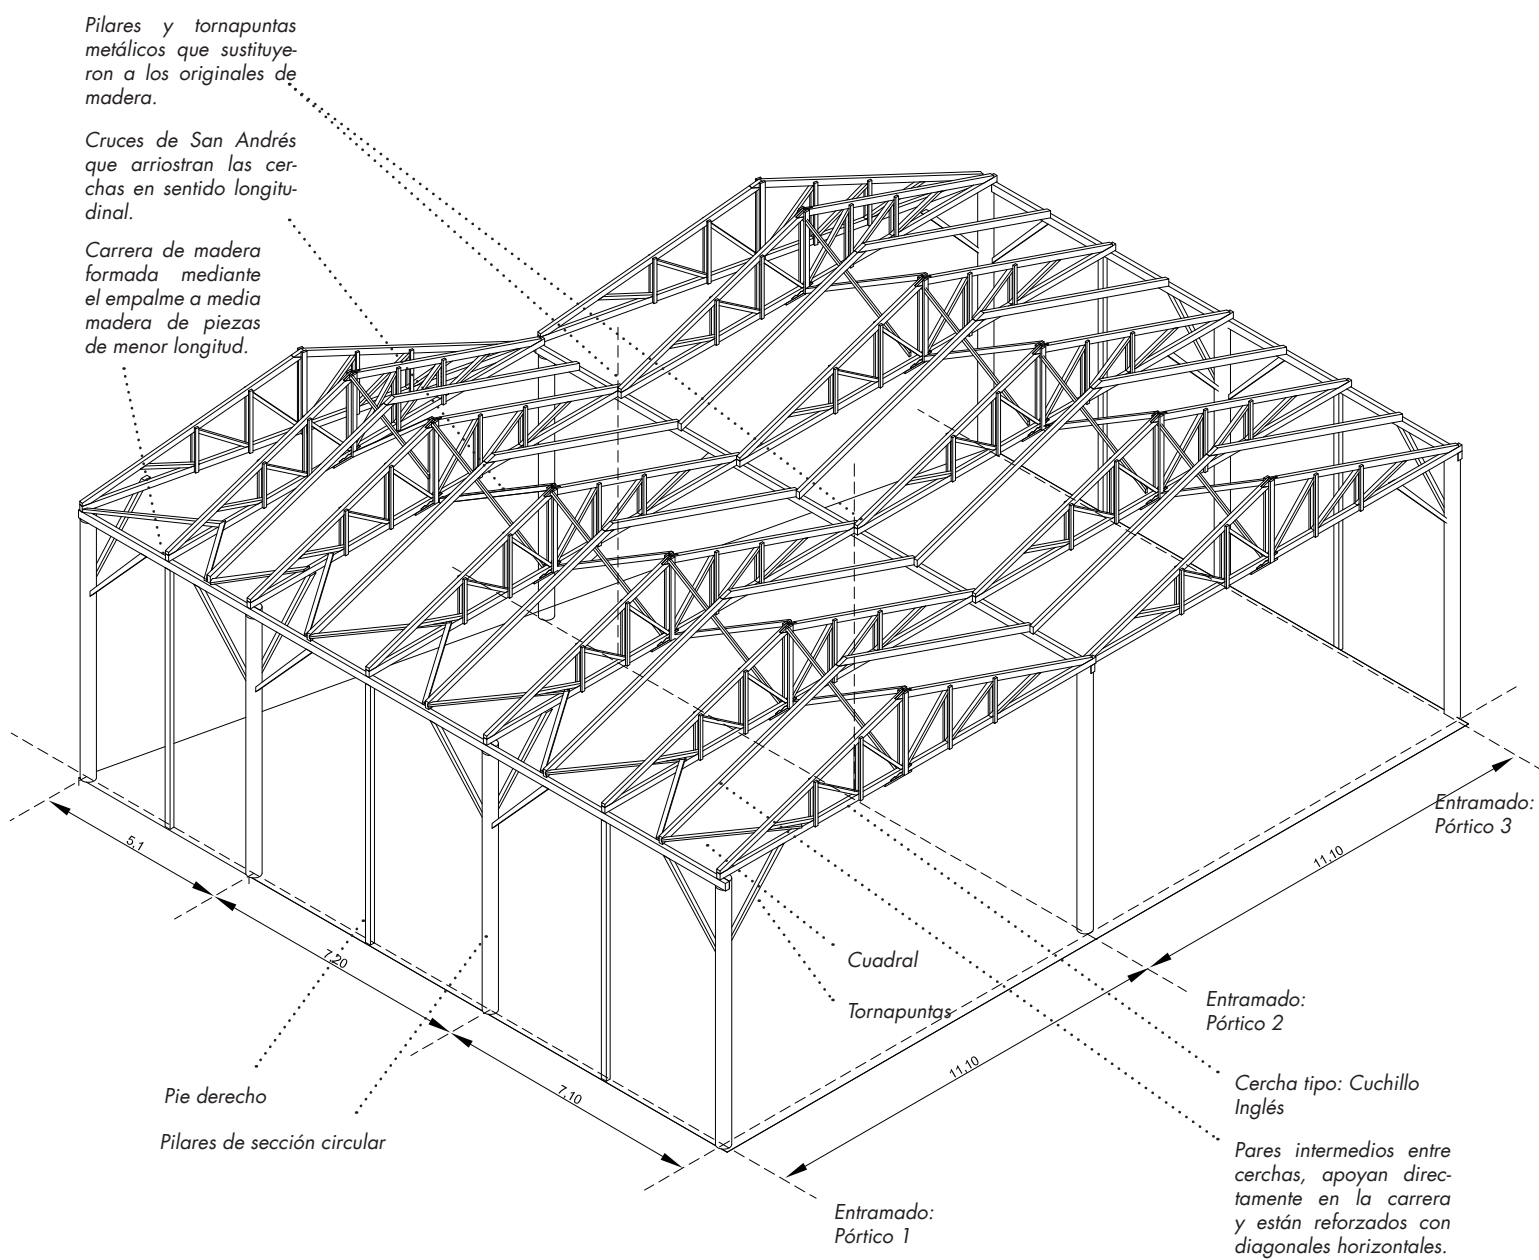 Pilares y tornapuntas
metálicos que sustituye-
ron a los originales de
madera.
Cruces de San Andrés
que arriostran las cer-
chas en sentido longitu-
dinal.
Carrera de madera
formada mediante
el empalme a media
madera de piezas
de menor longitud.
5,1
7,20
7,10
11,10
11,10
Entramado:
Pórtico 3
Cuadral
Tornapuntas
Entramado:
Pórtico 2
Pie derecho
Pilares de sección circular
Cercha tipo: Cuchillo
Inglés
Pares intermedios entre
cerchas, apoyan direc-
tamente en la carrera
y están reforzados con
diagonales horizontales.
Entramado:
Pórtico 1